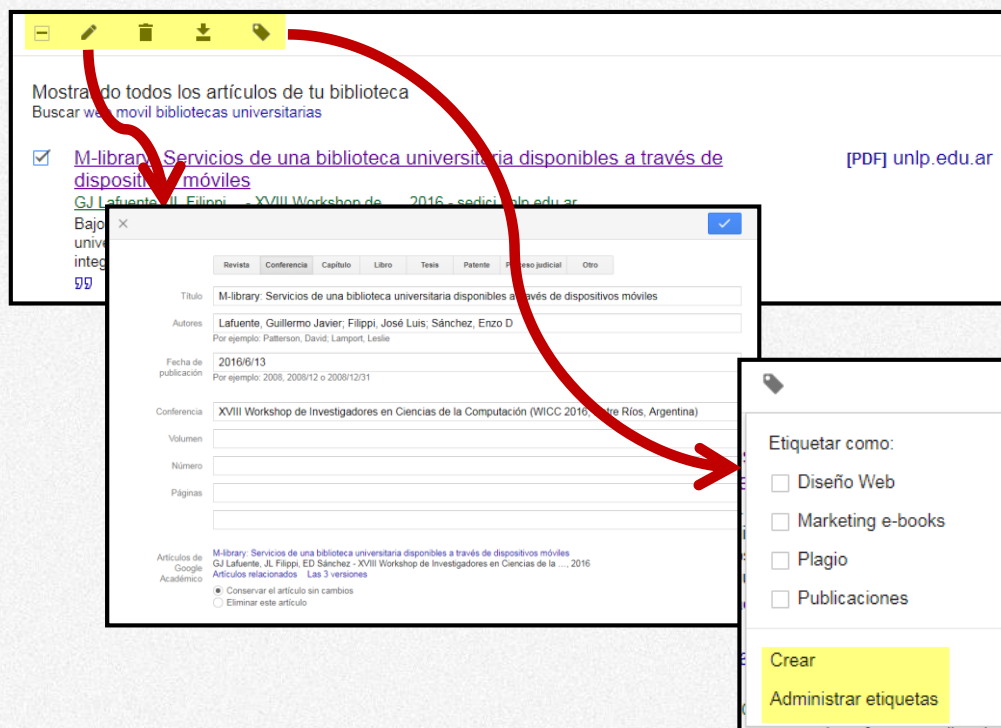 Mostrando todos los artículos de tu biblioteca
Buscar web movil bibliotecas universitarias
M-library: Servicios de una biblioteca universitaria disponibles a través de
dispositivos móviles
[PDF] unlp.edu.ar
GJ Lafuente, JL Filippi… - XVIII Workshop de …, 2016 - sedici.unlp.edu.ar
Bajo
unive
integ
Revista Conferencia Capítulo Libro Tesis Patente Proceso judicial Otro
Título M-library: Servicios de una biblioteca universitaria disponibles a través de dispositivos móviles
Autores Lafuente, Guillermo Javier; Filippi, José Luis; Sánchez, Enzo D
Por ejemplo: Patterson, David; Lamport, Leslie
Fecha de
publicación
2016/6/13
Por ejemplo: 2008, 2008/12 o 2008/12/31
Conferencia XVIII Workshop de Investigadores en Ciencias de la Computación (WICC 2016, Entre Ríos, Argentina)
Volumen
Número
Páginas
Artículos de
Google
Académico
M-library: Servicios de una biblioteca universitaria disponibles a través de dispositivos móviles
GJ Lafuente, JL Filippi, ED Sánchez - XVIII Workshop de Investigadores en Ciencias de la …, 2016
Artículos relacionados Las 3 versiones
Conservar el artículo sin cambios
Eliminar este artículo
Etiquetar como:
Diseño Web
Marketing e-books
Plagio
Publicaciones
Crear
Administrar etiquetas